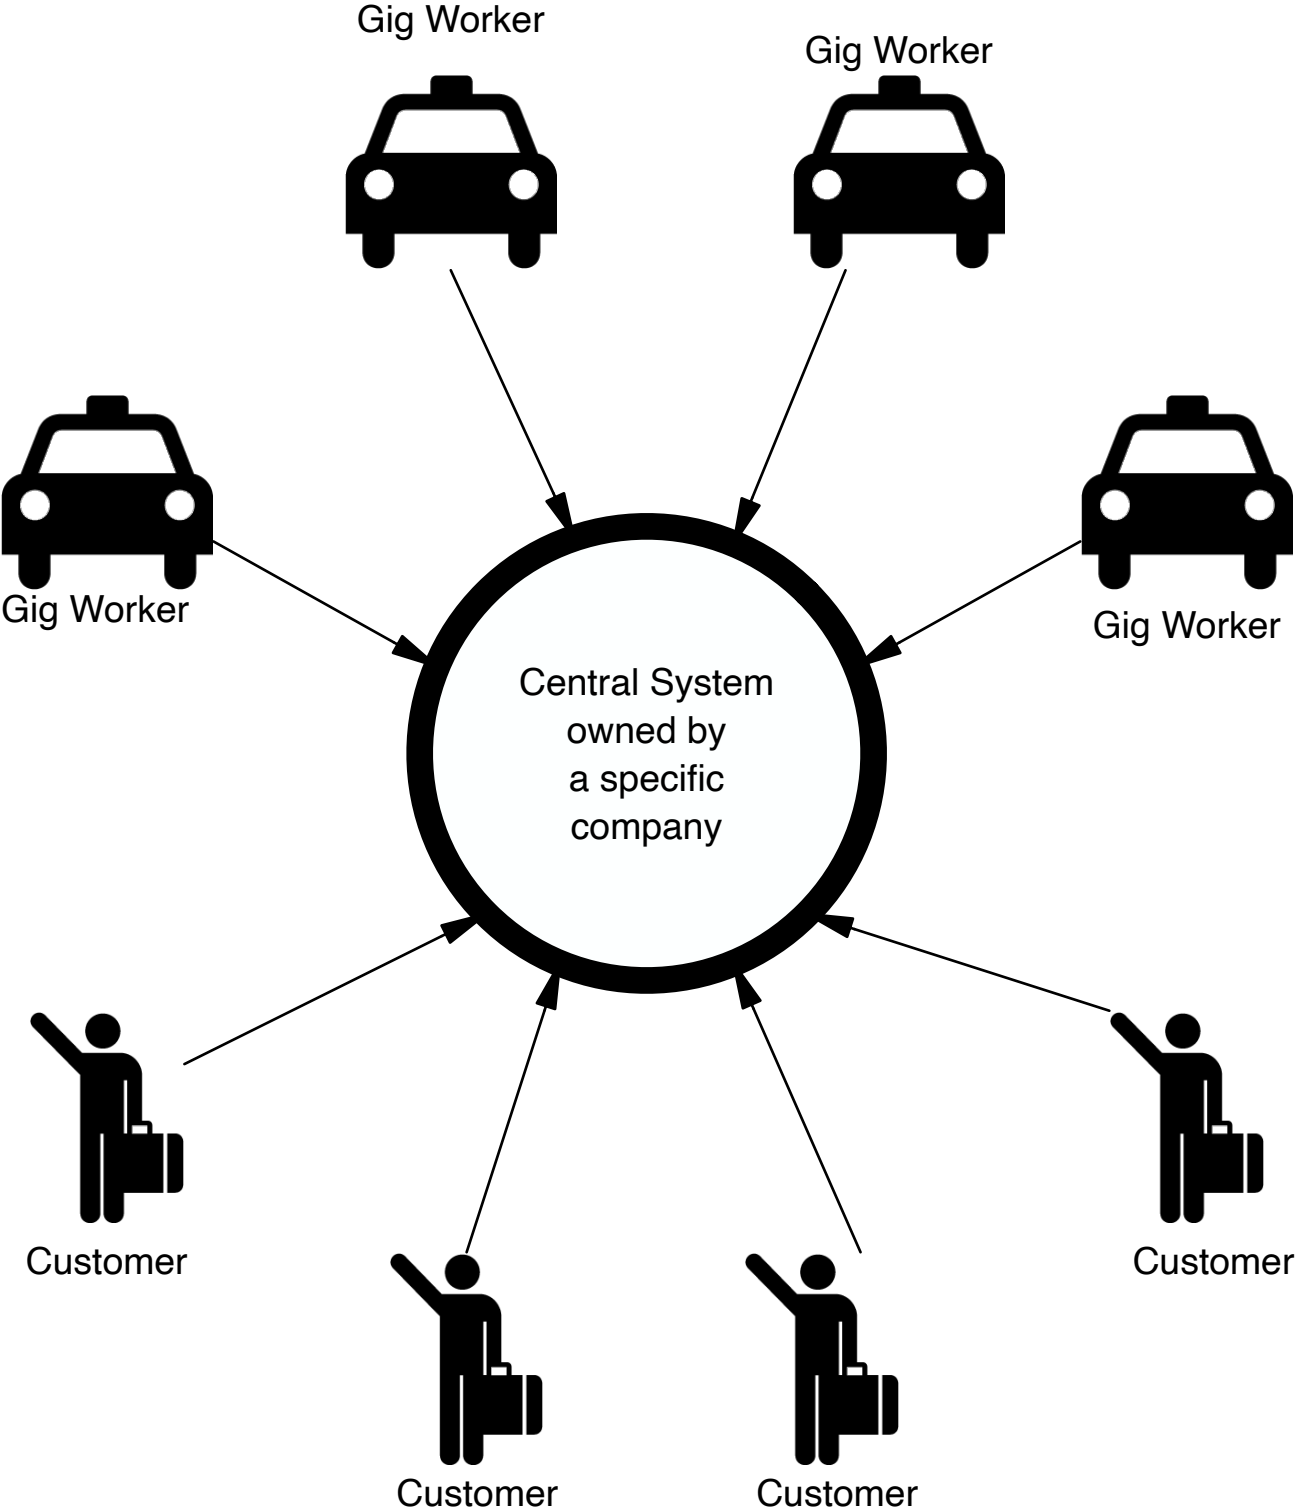 Gig Worker
Gig Worker
Gig Worker
Gig Worker
Central System
owned by
a specific
company
Customer
Customer
Customer
Customer